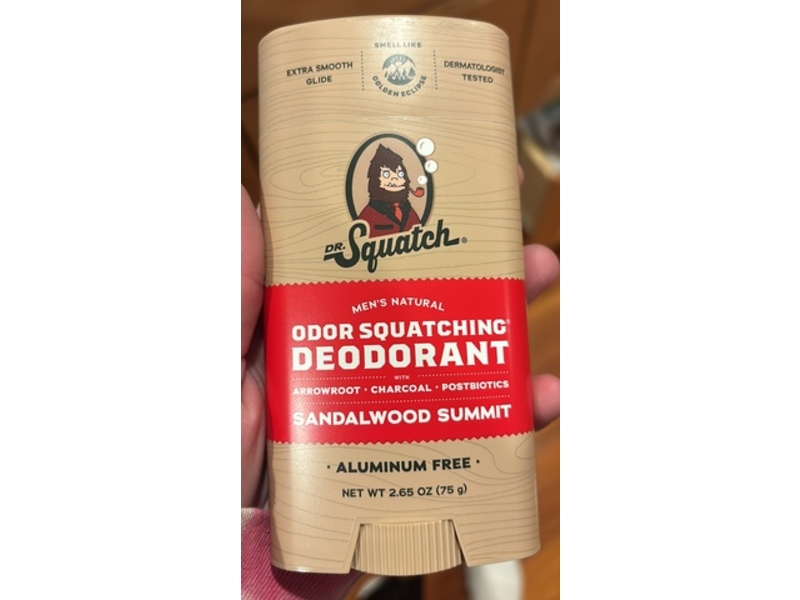 SMELL LIKE
GOLDEN ECLIPSE
EXTRA SMOOTH
GLIDE
DERMATOLOGIST
TESTED
DR. Squatch®
MEN'S NATURAL
ODOR SQUATCHING®
DEODORANT
WITH
ARROWROOT • CHARCOAL • POSTBIOTICS
SANDALWOOD SUMMIT
• ALUMINUM FREE •
NET WT 2.65 OZ (75 g)